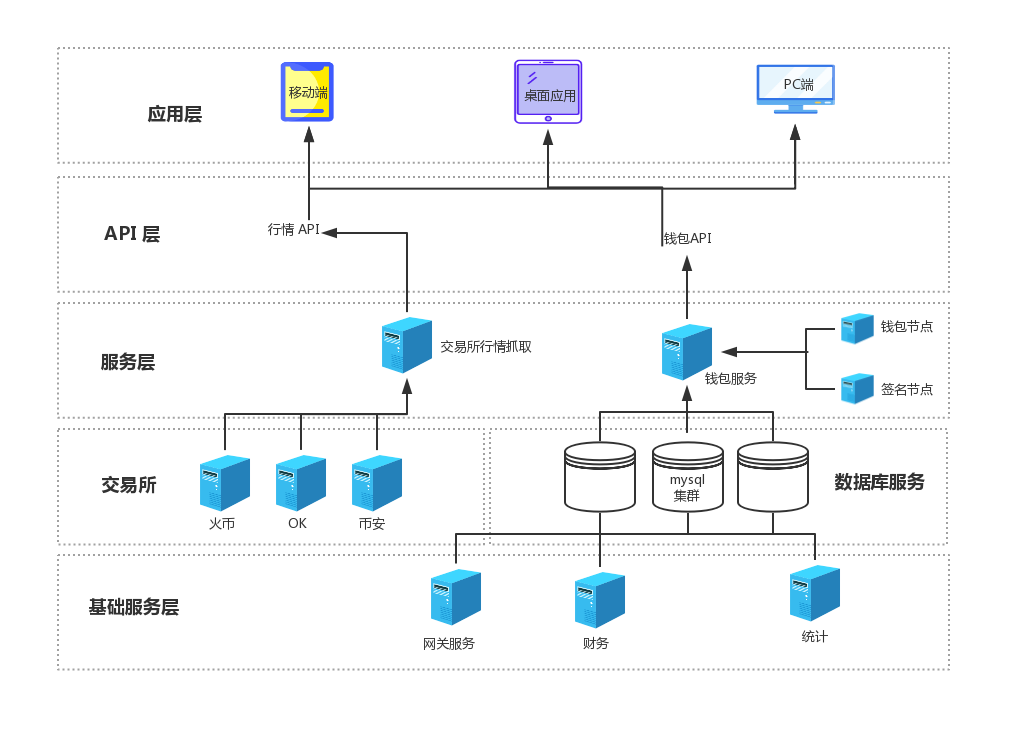 应用层
移动端
桌面应用
PC端
API 层
行情 API
钱包API
服务层
交易所行情抓取
钱包服务
钱包节点
签名节点
交易所
火币
OK
币安
mysql
集群
数据库服务
基础服务层
网关服务
财务
统计